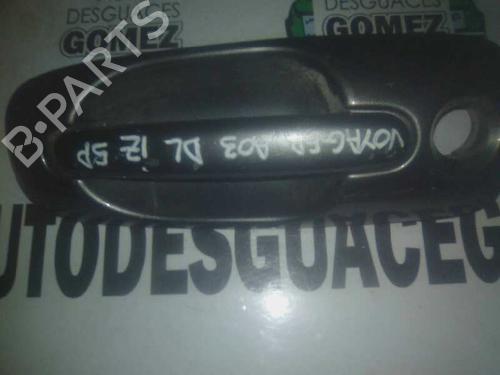 DESGUACES
GOMEZ
DESGUACES
GOMEZ
B-PARTS
VOYAGER A03 DL IZ 5P
UTODESGUACEG